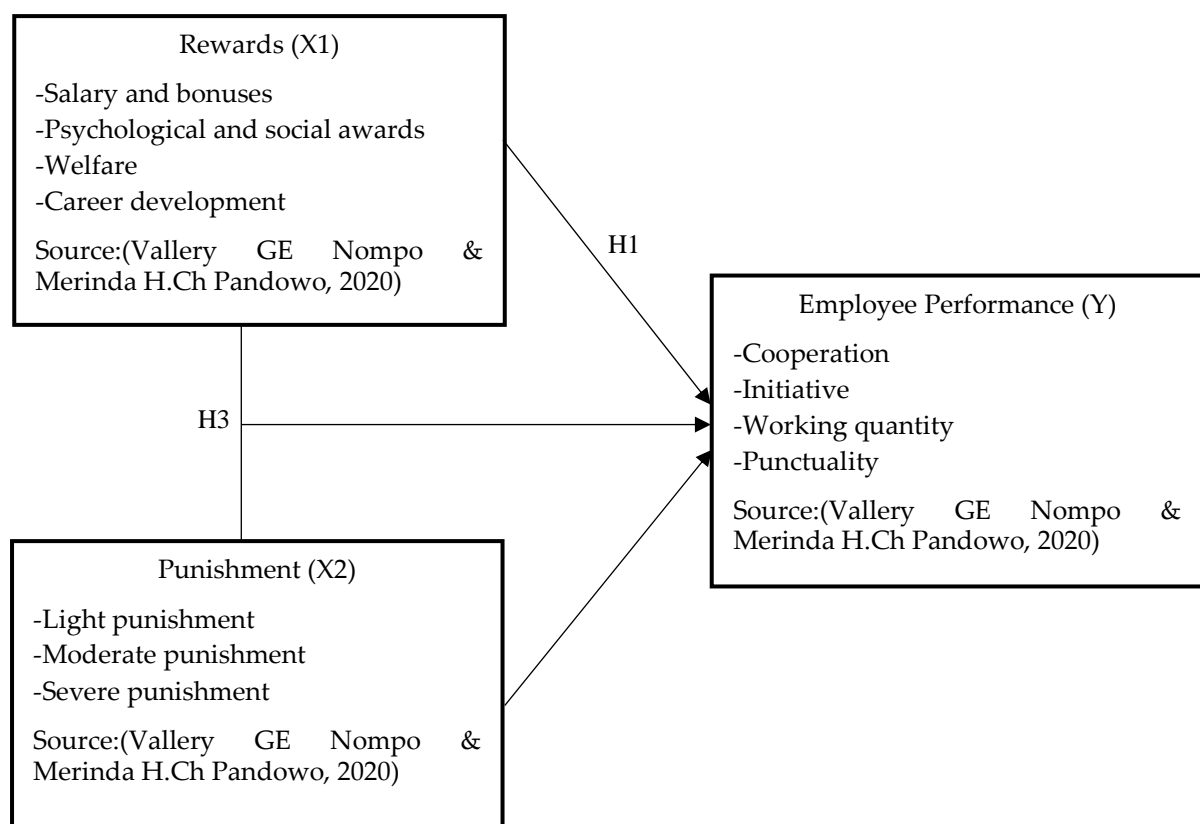 Rewards (X1)
-Salary and bonuses
-Psychological and social awards
-Welfare
-Career development
Source:(Vallery GE Nompo &
Merinda H.Ch Pandowo, 2020)
H1
Employee Performance (Y)
-Cooperation
-Initiative
-Working quantity
-Punctuality
Source:(Vallery GE Nompo &
Merinda H.Ch Pandowo, 2020)
H3
Punishment (X2)
-Light punishment
-Moderate punishment
-Severe punishment
Source:(Vallery GE Nompo &
Merinda H.Ch Pandowo, 2020)